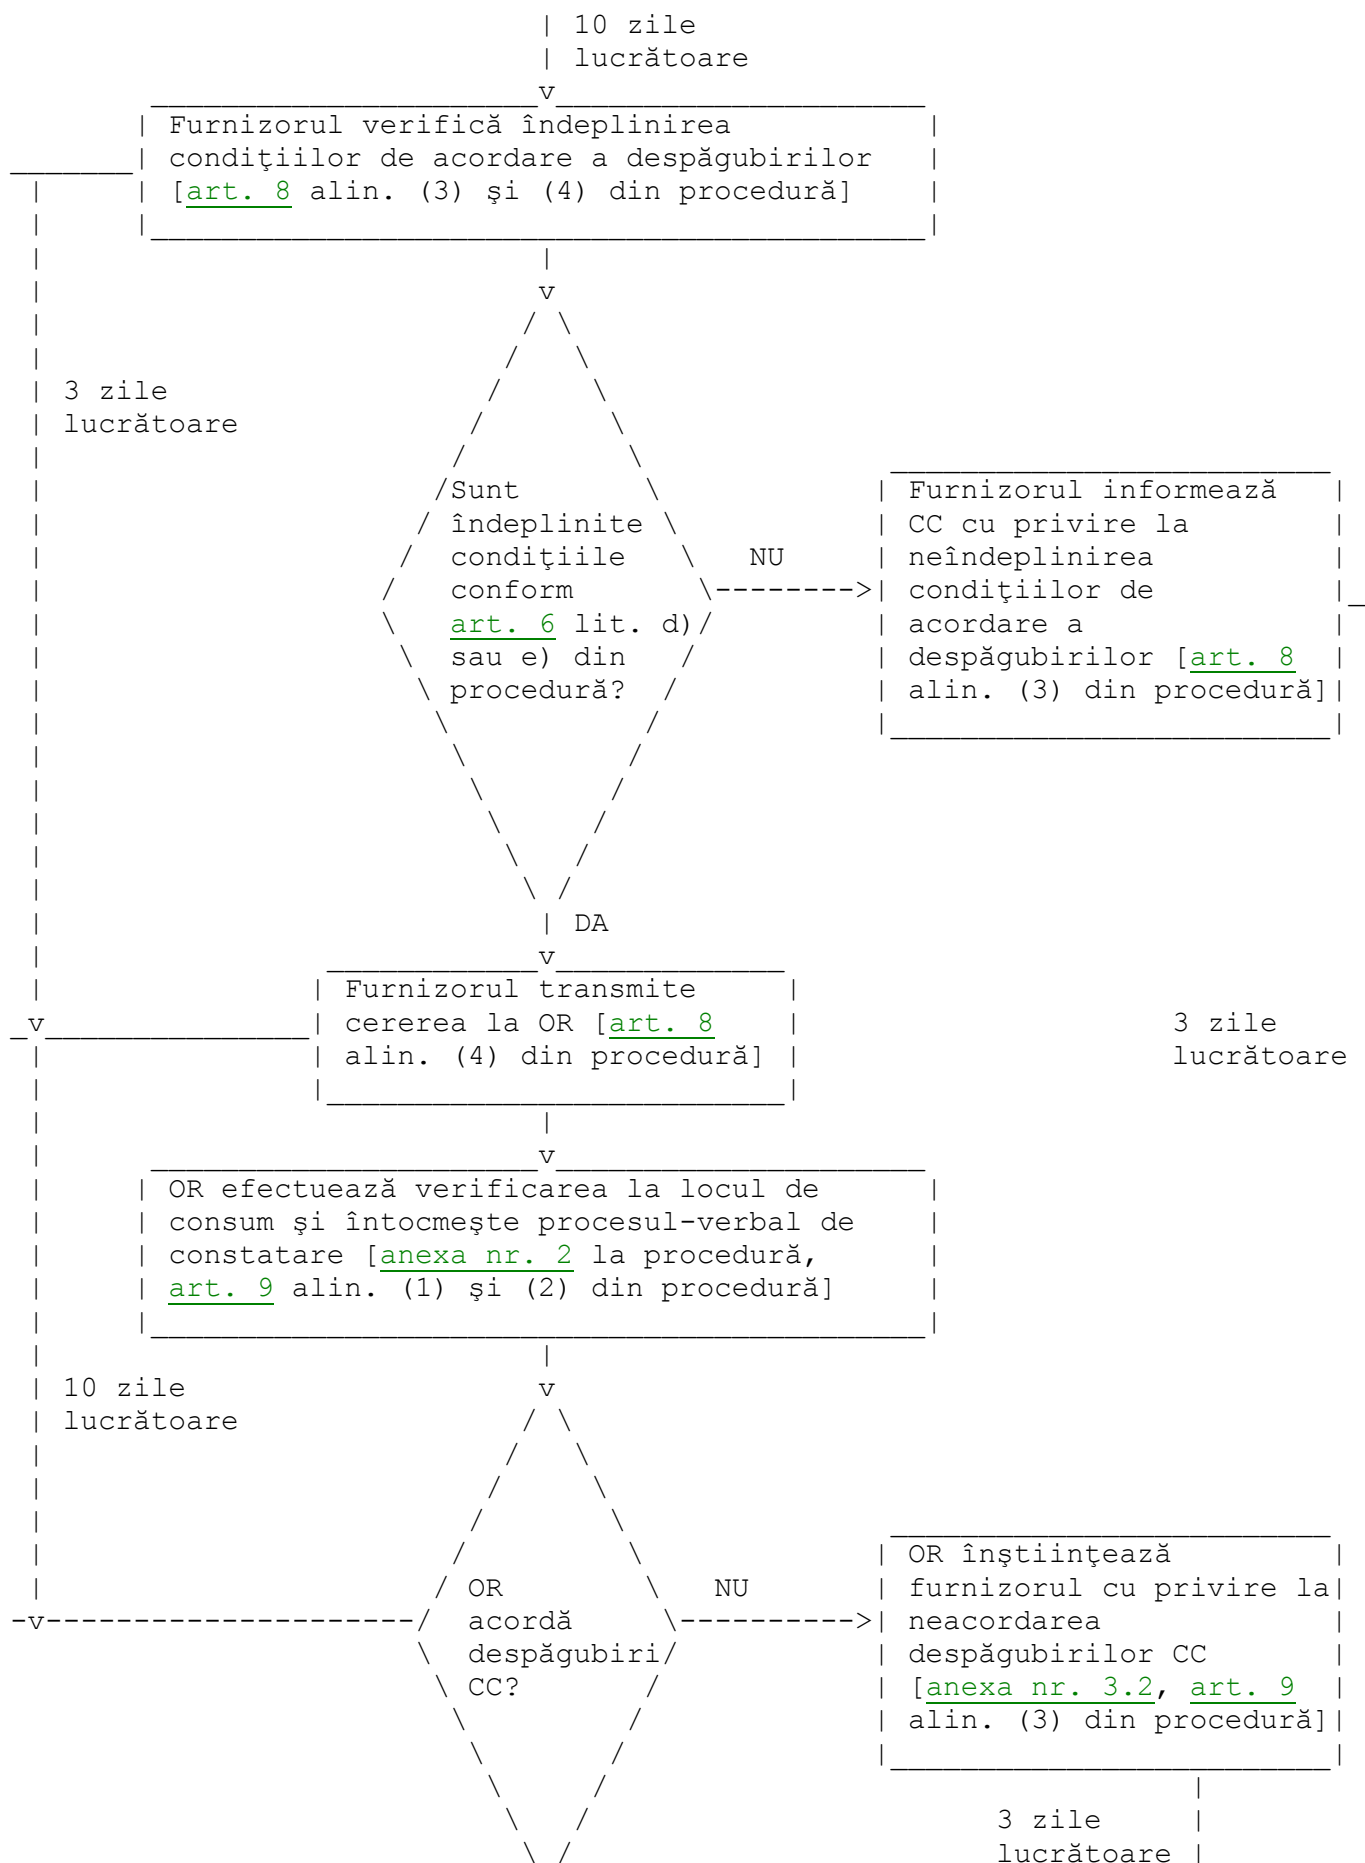 10 zile
lucrătoare
Furnizorul verifică îndeplinirea
condiţiilor de acordare a despăgubirilor
[art. 8 alin. (3) şi (4) din procedură]
3 zile
lucrătoare
Sunt
îndeplinite
condiţiile
conform
art. 6 lit. d)
sau e) din
procedură?
NU
Furnizorul informează
CC cu privire la
neîndeplinirea
condiţiilor de
acordare a
despăgubirilor [art. 8
alin. (3) din procedură]
DA
Furnizorul transmite
cererea la OR [art. 8
alin. (4) din procedură]
3 zile
lucrătoare
OR efectuează verificarea la locul de
consum şi întocmeşte procesul-verbal de
constatare [anexa nr. 2 la procedură,
art. 9 alin. (1) şi (2) din procedură]
10 zile
lucrătoare
OR
acordă
despăgubiri
CC?
NU
OR înştiinţează
furnizorul cu privire la
neacordarea
despăgubirilor CC
[anexa nr. 3.2, art. 9
alin. (3) din procedură]
3 zile
lucrătoare